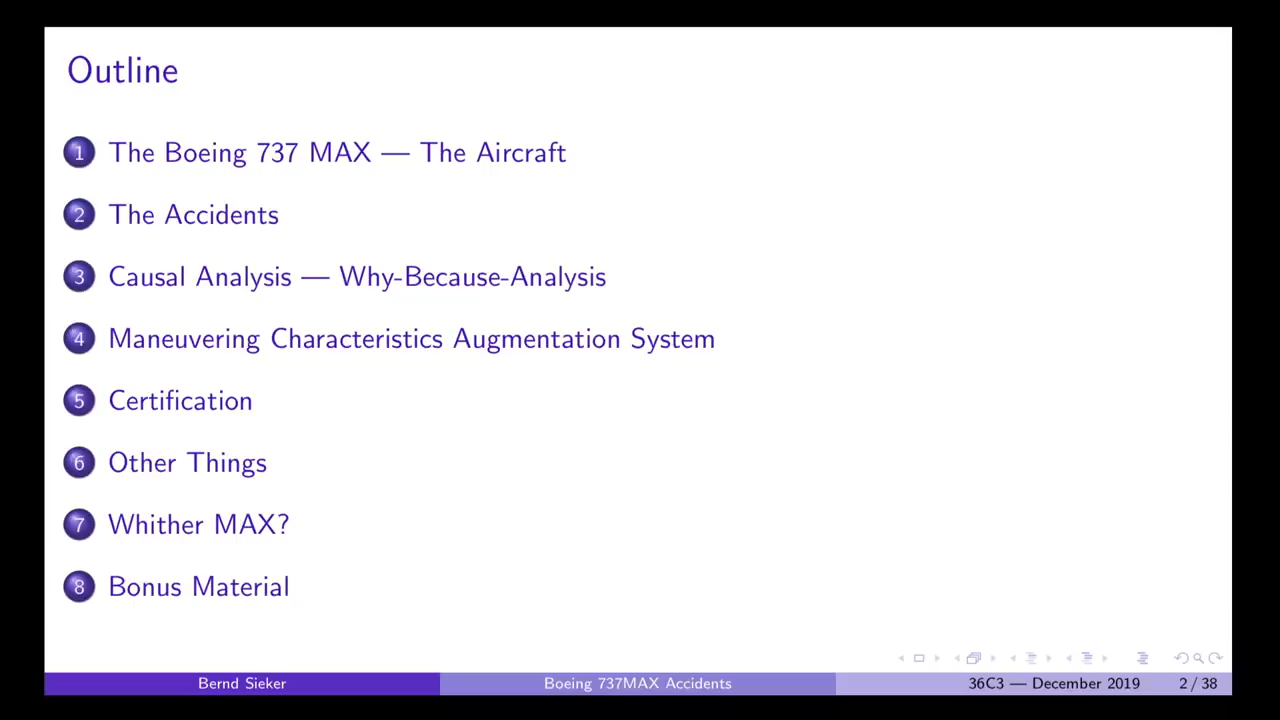 Outline
1 The Boeing 737 MAX — The Aircraft
2 The Accidents
3 Causal Analysis — Why-Because-Analysis
4 Maneuvering Characteristics Augmentation System
5 Certification
6 Other Things
7 Whither MAX?
8 Bonus Material
Bernd Sieker Boeing 737MAX Accidents 36C3 — December 2019 2 / 38